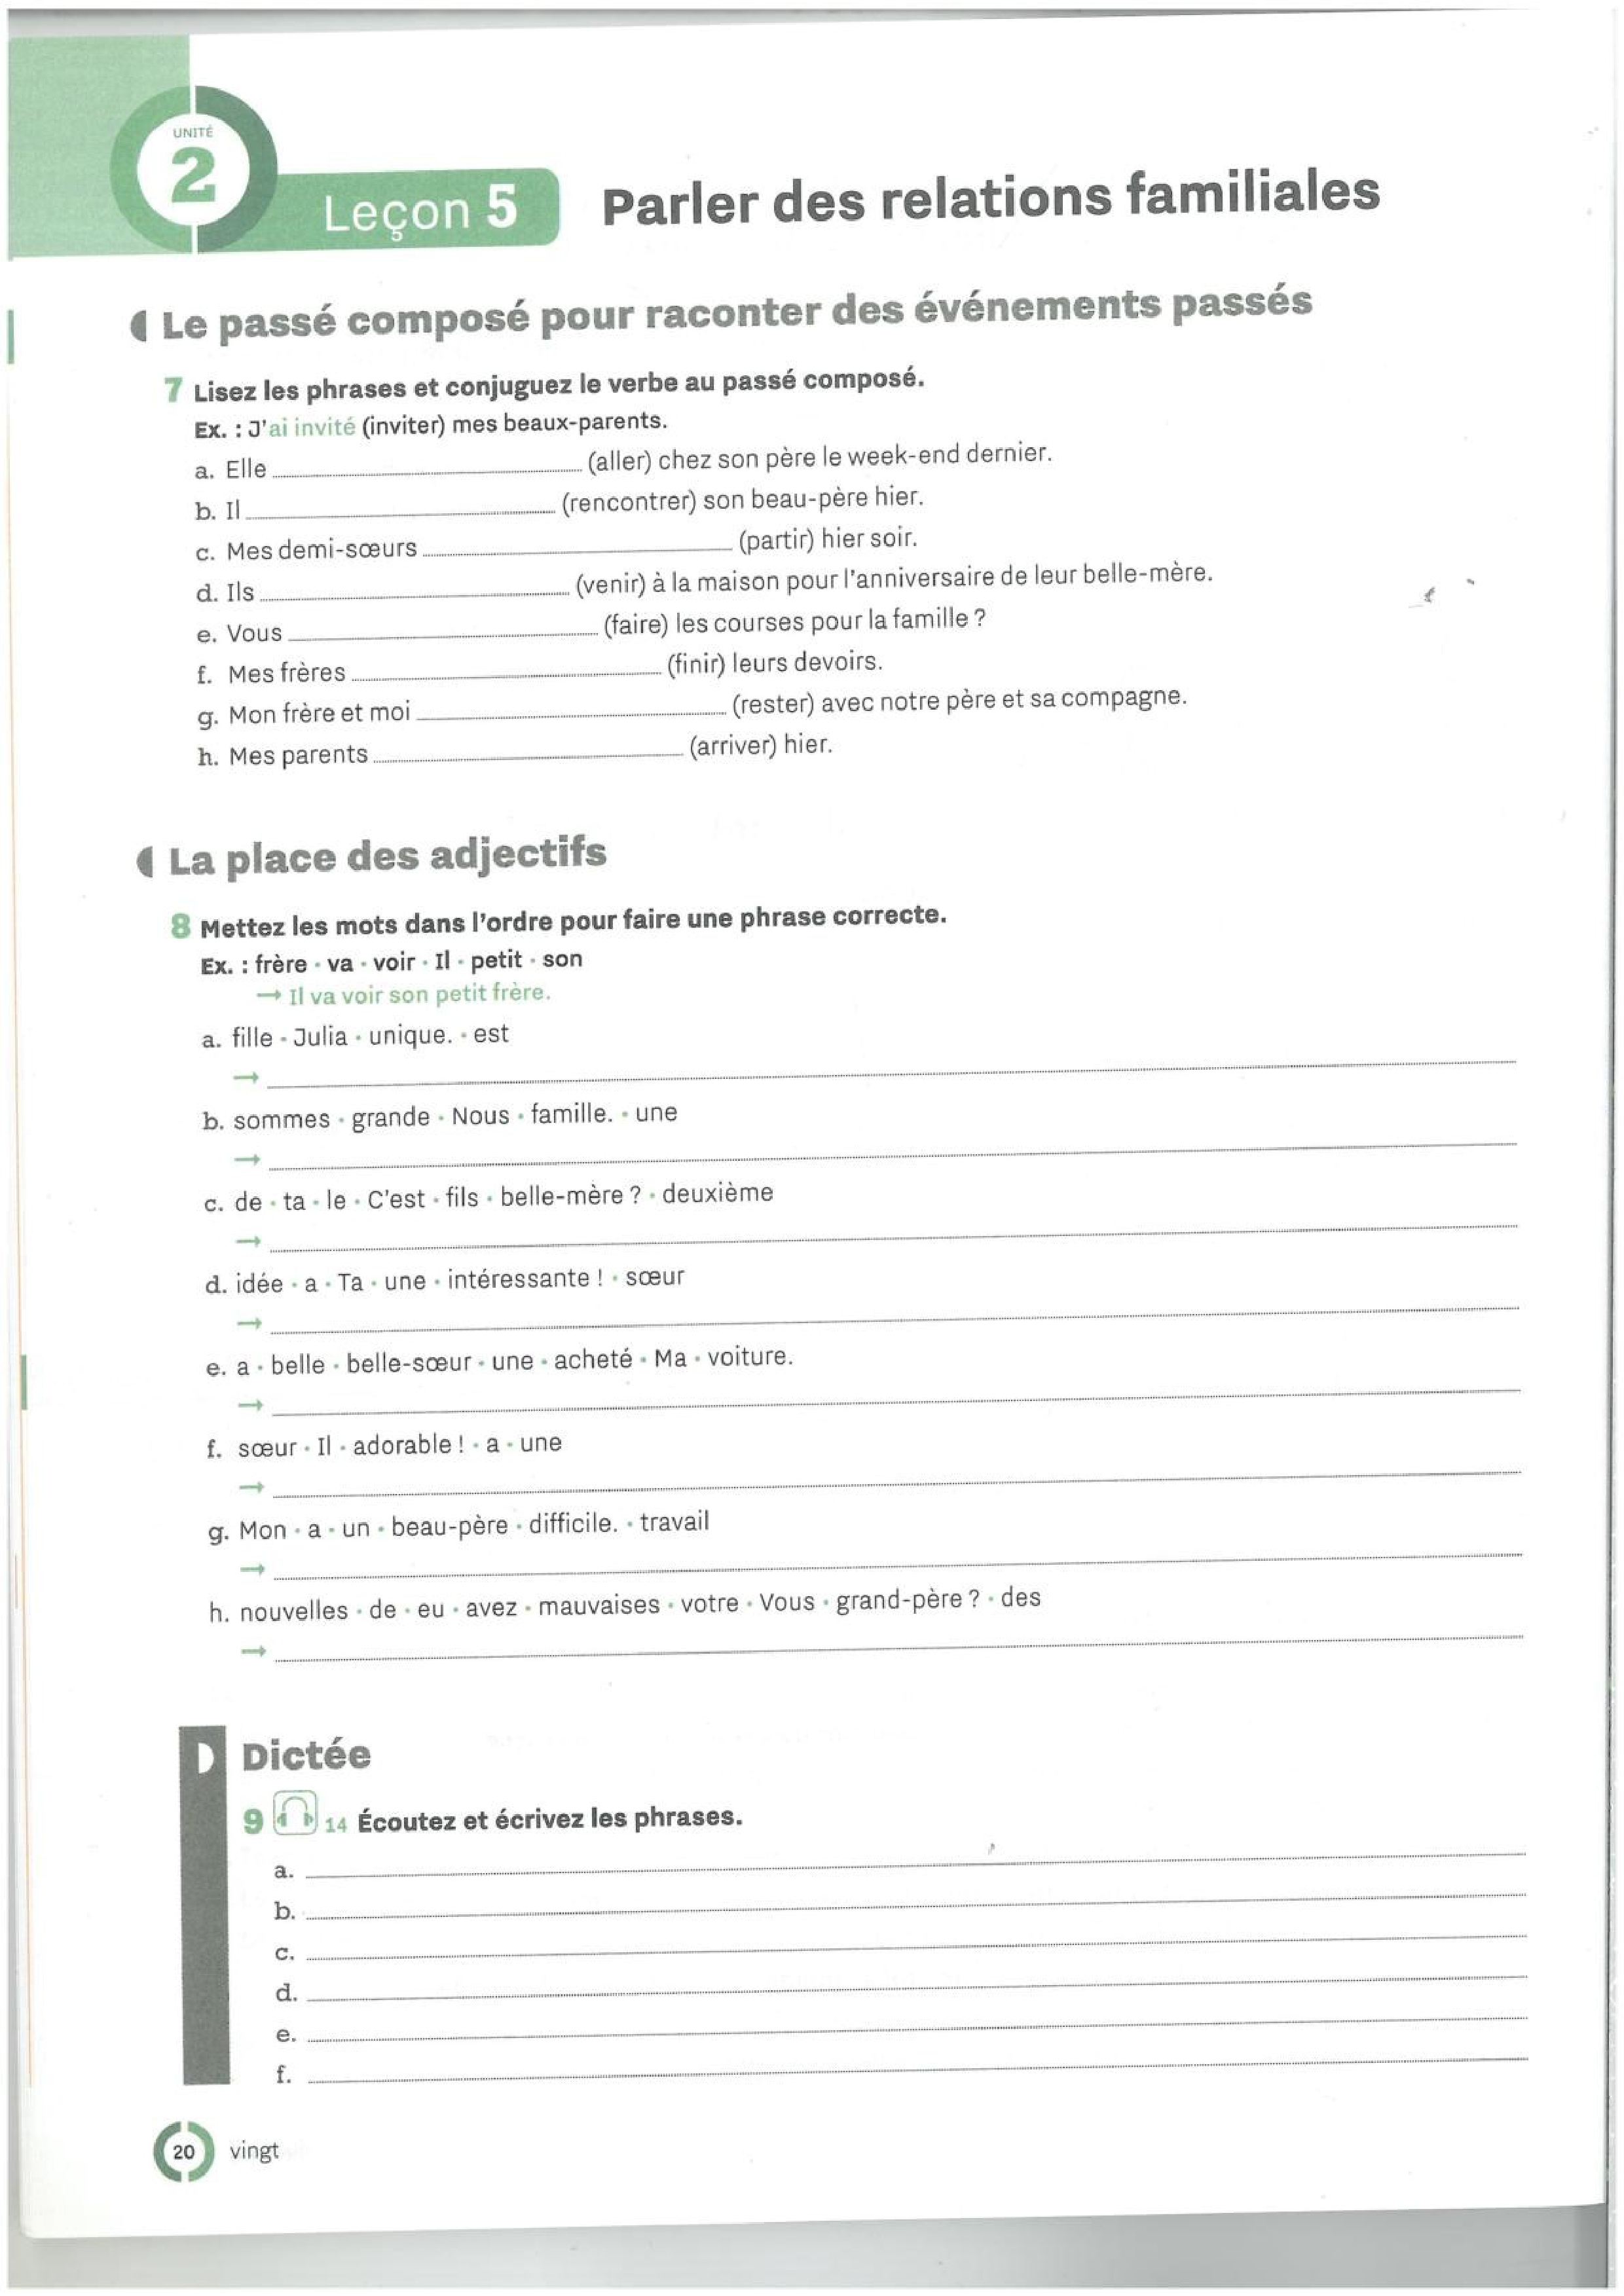 UNITÉ
2
Leçon 5 Parler des relations familiales
Le passé composé pour raconter des événements passés
7 Lisez les phrases et conjuguez le verbe au passé composé.
Ex. : J'ai invité (inviter) mes beaux-parents.
a. Elle (aller) chez son père le week-end dernier.
b. Il (rencontrer) son beau-père hier.
c. Mes demi-sœurs (partir) hier soir.
d. Ils (venir) à la maison pour l'anniversaire de leur belle-mère.
e. Vous (faire) les courses pour la famille ?
f. Mes frères (finir) leurs devoirs.
g. Mon frère et moi (rester) avec notre père et sa compagne.
h. Mes parents (arriver) hier.
La place des adjectifs
8 Mettez les mots dans l'ordre pour faire une phrase correcte.
Ex. : frère • va • voir • Il • petit • son
→ Il va voir son petit frère.
a. fille • Julia • unique. • est
→
b. sommes • grande • Nous • famille. • une
→
c. de • ta • le • C'est • fils • belle-mère ? • deuxième
→
d. idée • a • Ta • une • intéressante ! • sœur
→
e. a • belle • belle-sœur • une • acheté • Ma • voiture.
→
f. sœur • Il • adorable ! • a • une
→
g. Mon • a • un • beau-père • difficile. • travail
→
h. nouvelles • de • eu • avez • mauvaises • votre • Vous • grand-père ? • des
→
Dictée
9 14 Écoutez et écrivez les phrases.
a.
b.
c.
d.
e.
f.
20 vingt